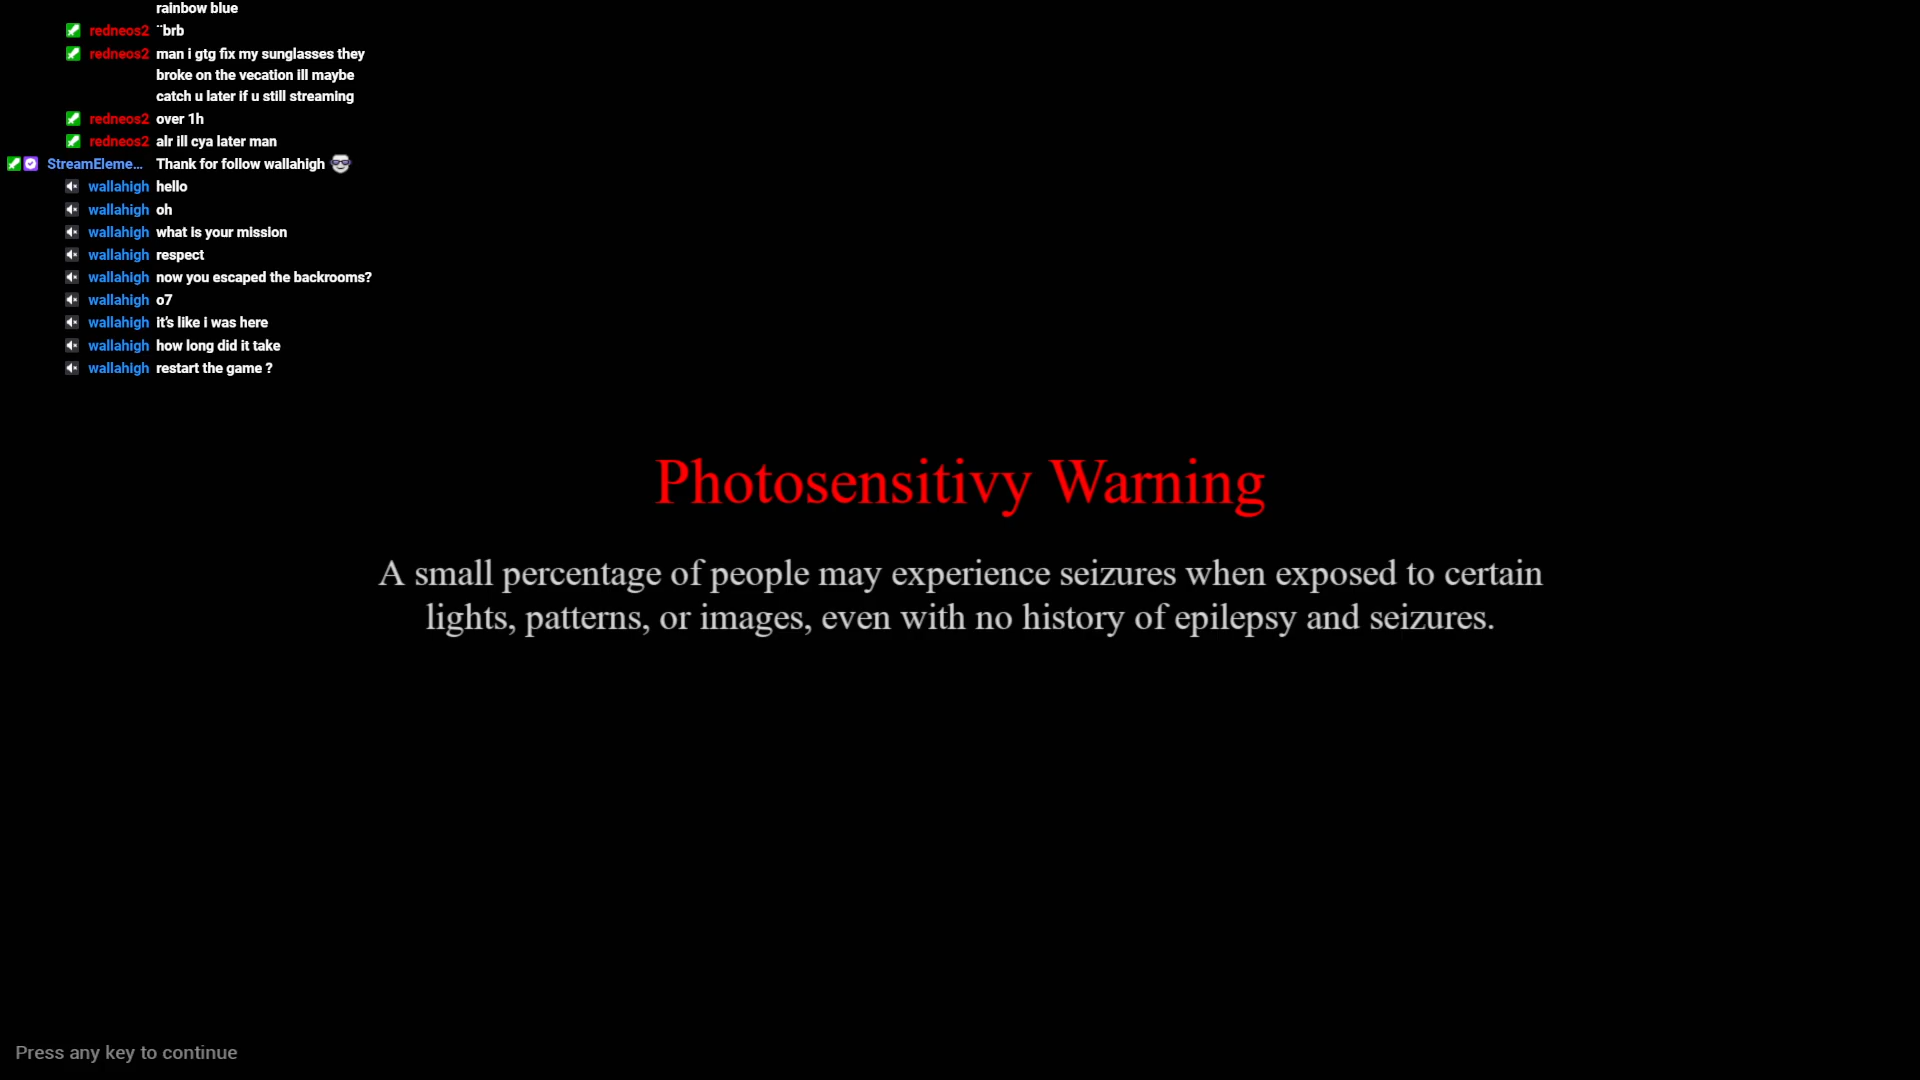 rainbow blue
redneos2 ¨brb
redneos2 man i gtg fix my sunglasses they
broke on the vecation ill maybe
catch u later if u still streaming
redneos2 over 1h
redneos2 alr ill cya later man
StreamEleme... Thank for follow wallahigh
wallahigh hello
wallahigh oh
wallahigh what is your mission
wallahigh respect
wallahigh now you escaped the backrooms?
wallahigh o7
wallahigh it's like i was here
wallahigh how long did it take
wallahigh restart the game ?
Photosensitivy Warning
A small percentage of people may experience seizures when exposed to certain
lights, patterns, or images, even with no history of epilepsy and seizures.
Press any key to continue